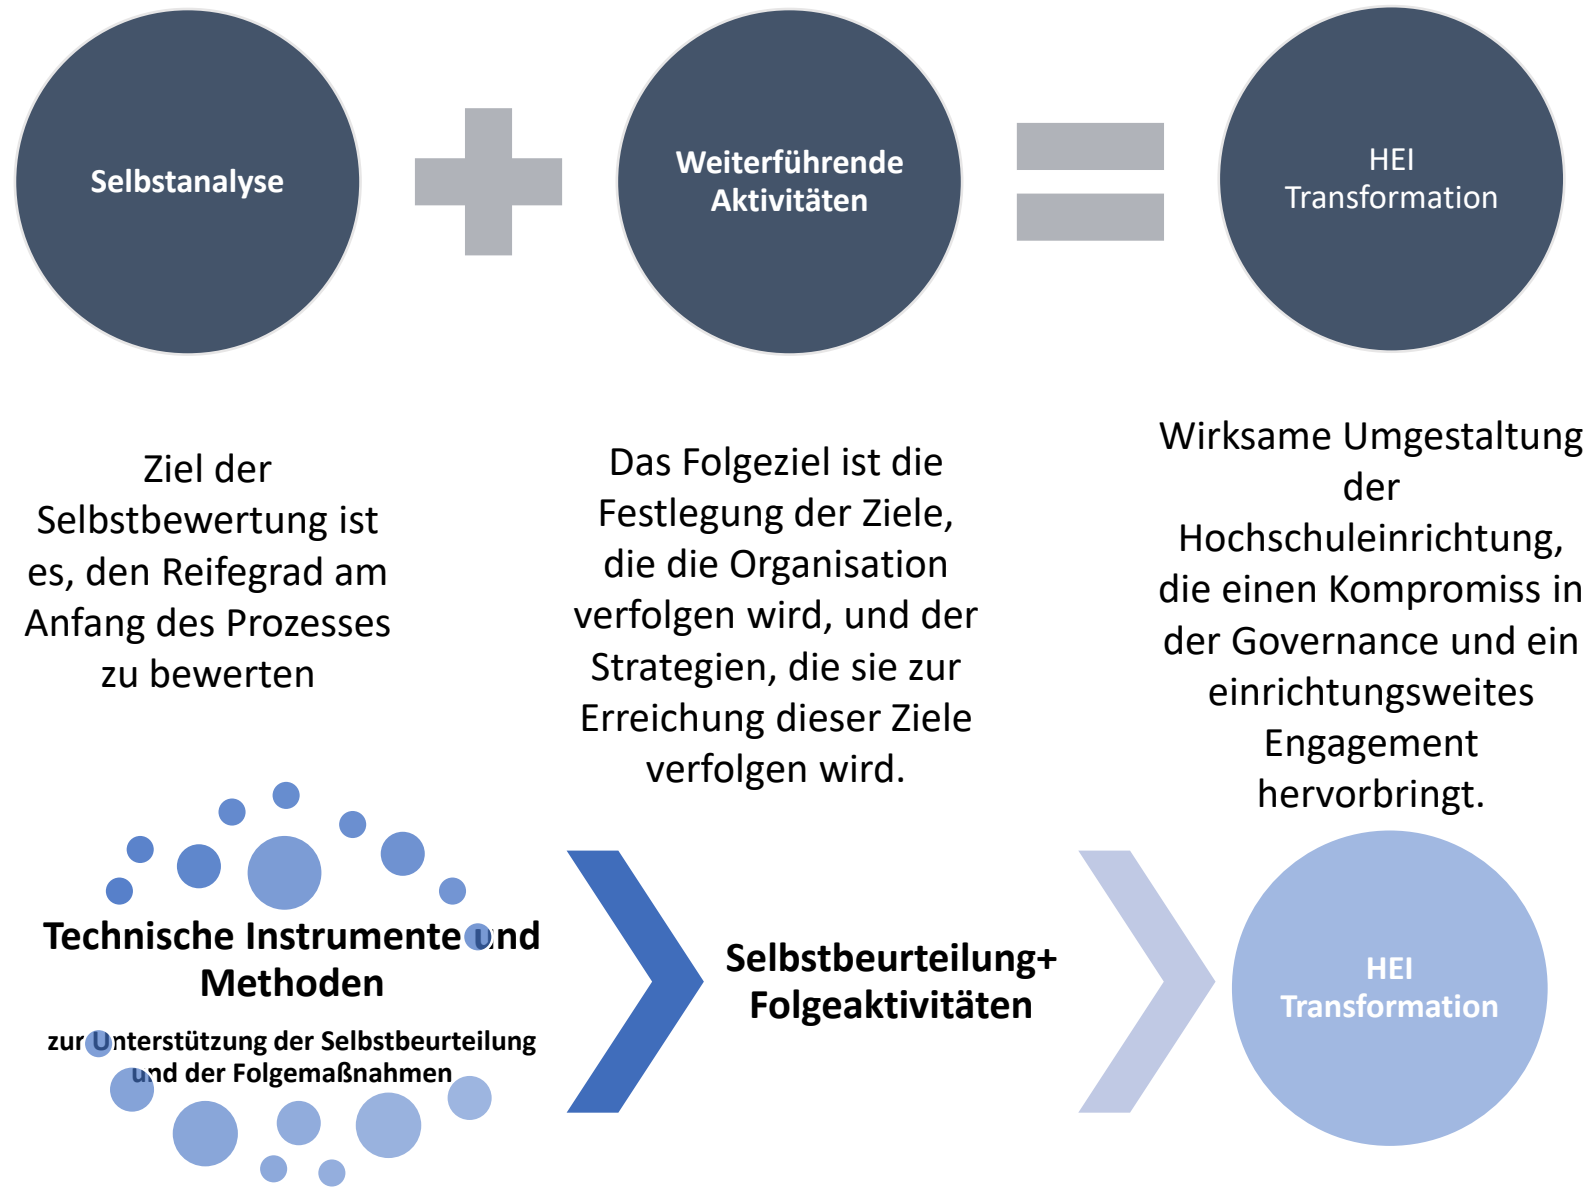 Selbstanalyse
Weiterführende
Aktivitäten
HEI
Transformation
Ziel der
Selbstbewertung ist
es, den Reifegrad am
Anfang des Prozesses
zu bewerten
Das Folgeziel ist die
Festlegung der Ziele,
die die Organisation
verfolgen wird, und der
Strategien, die sie zur
Erreichung dieser Ziele
verfolgen wird.
Wirksame Umgestaltung
der
Hochschuleinrichtung,
die einen Kompromiss in
der Governance und ein
einrichtungsweites
Engagement
hervorbringt.
Technische Instrumente und
Methoden
zur Unterstützung der Selbstbeurteilung
und der Folgemaßnahmen
Selbstbeurteilung+
Folgeaktivitäten
HEI
Transformation